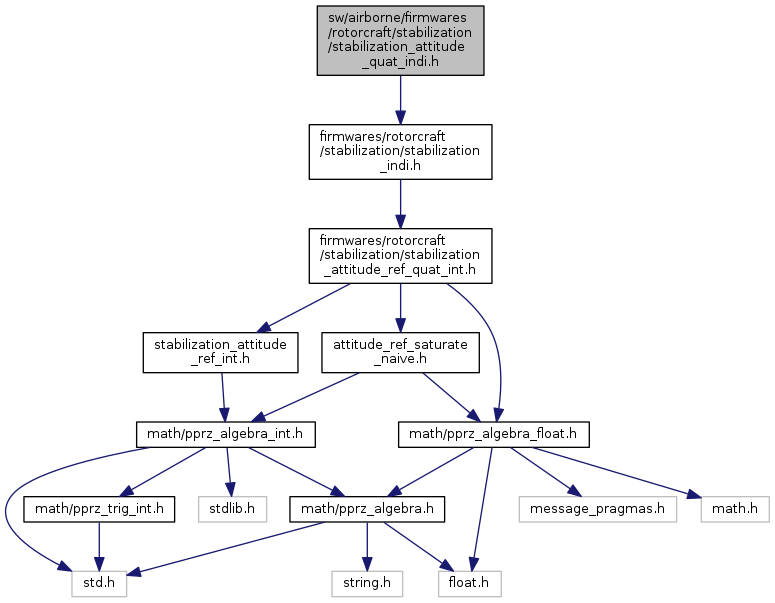 sw/airborne/firmwares
/rotorcraft/stabilization
/stabilization_attitude
_quat_indi.h
firmwares/rotorcraft
/stabilization/stabilization
_indi.h
firmwares/rotorcraft
/stabilization/stabilization
_attitude_ref_quat_int.h
stabilization_attitude
_ref_int.h
attitude_ref_saturate
_naive.h
math/pprz_algebra_int.h
math/pprz_algebra_float.h
math/pprz_trig_int.h
stdlib.h
math/pprz_algebra.h
message_pragmas.h
math.h
std.h
string.h
float.h